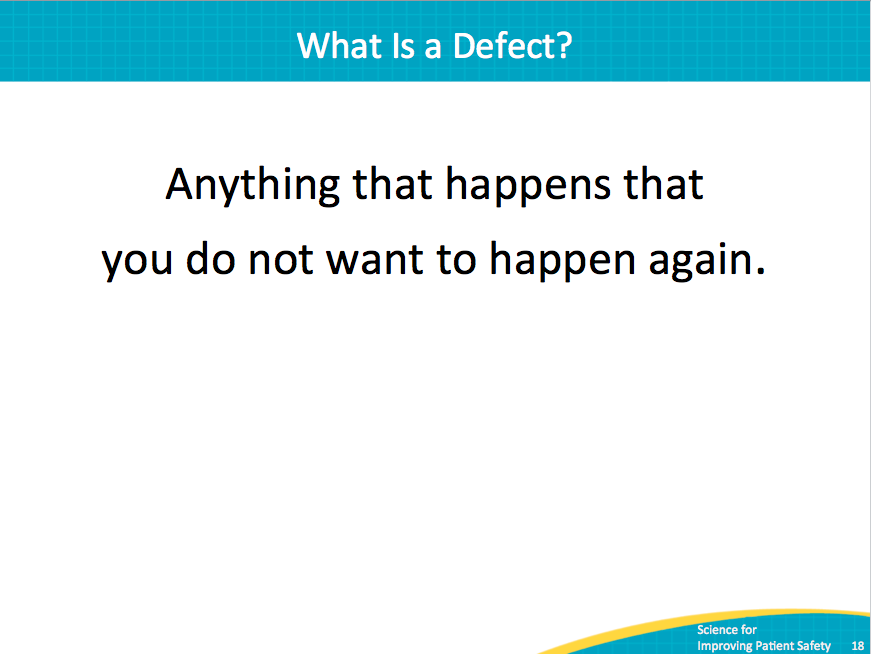 What Is a Defect?
Anything that happens that
you do not want to happen again.
Science for
Improving Patient Safety 18